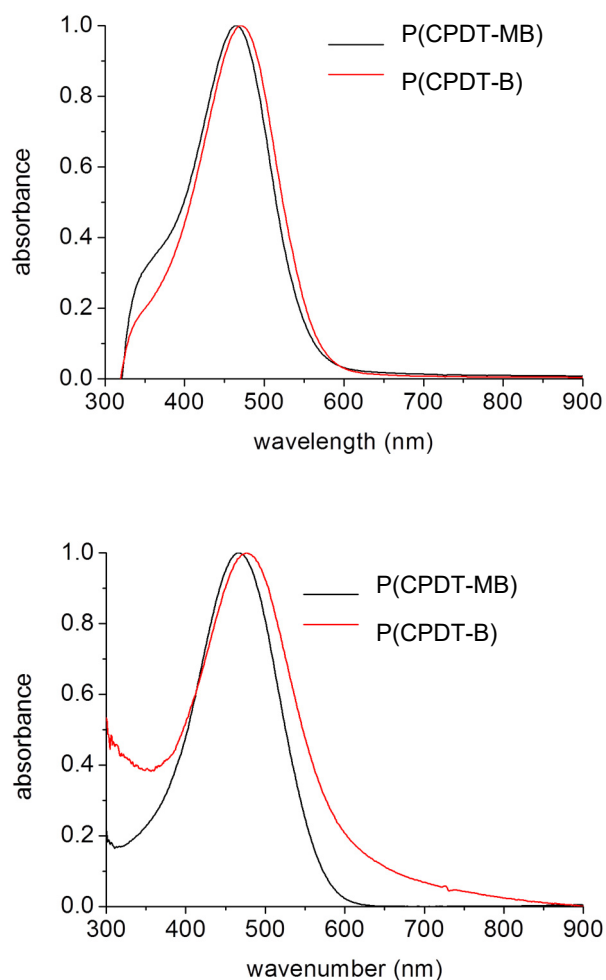 1.0
P(CPDT-MB)
P(CPDT-B)
0.8
0.6
absorbance
0.4
0.2
0.0
300 400 500 600 700 800 900
wavelength (nm)
1.0
P(CPDT-MB)
P(CPDT-B)
0.8
0.6
absorbance
0.4
0.2
0.0
300 400 500 600 700 800 900
wavenumber (nm)